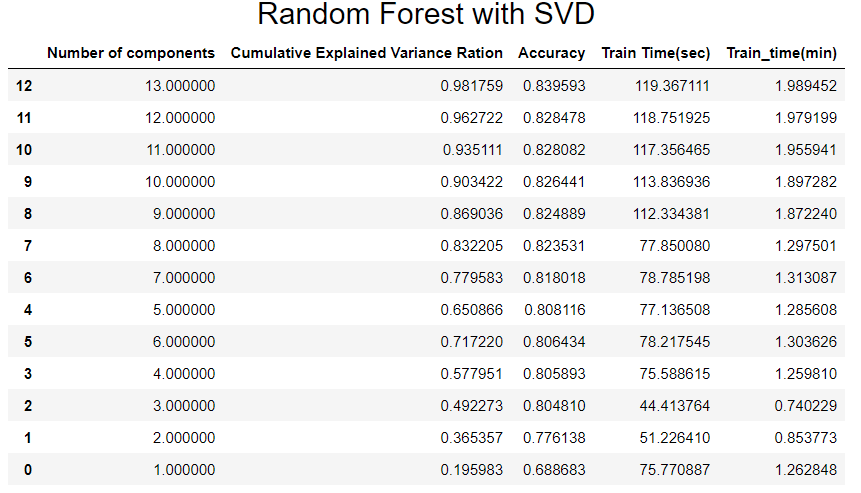 Random Forest with SVD
Number of components Cumulative Explained Variance Ration Accuracy Train Time(sec) Train_time(min)
12 13.000000 0.981759 0.839593 119.367111 1.989452
11 12.000000 0.962722 0.828478 118.751925 1.979199
10 11.000000 0.935111 0.828082 117.356465 1.955941
9 10.000000 0.903422 0.826441 113.836936 1.897282
8 9.000000 0.869036 0.824889 112.334381 1.872240
7 8.000000 0.832205 0.823531 77.850080 1.297501
6 7.000000 0.779583 0.818018 78.785198 1.313087
4 5.000000 0.650866 0.808116 77.136508 1.285608
5 6.000000 0.717220 0.806434 78.217545 1.303626
3 4.000000 0.577951 0.805893 75.588615 1.259810
2 3.000000 0.492273 0.804810 44.413764 0.740229
1 2.000000 0.365357 0.776138 51.226410 0.853773
0 1.000000 0.195983 0.688683 75.770887 1.262848